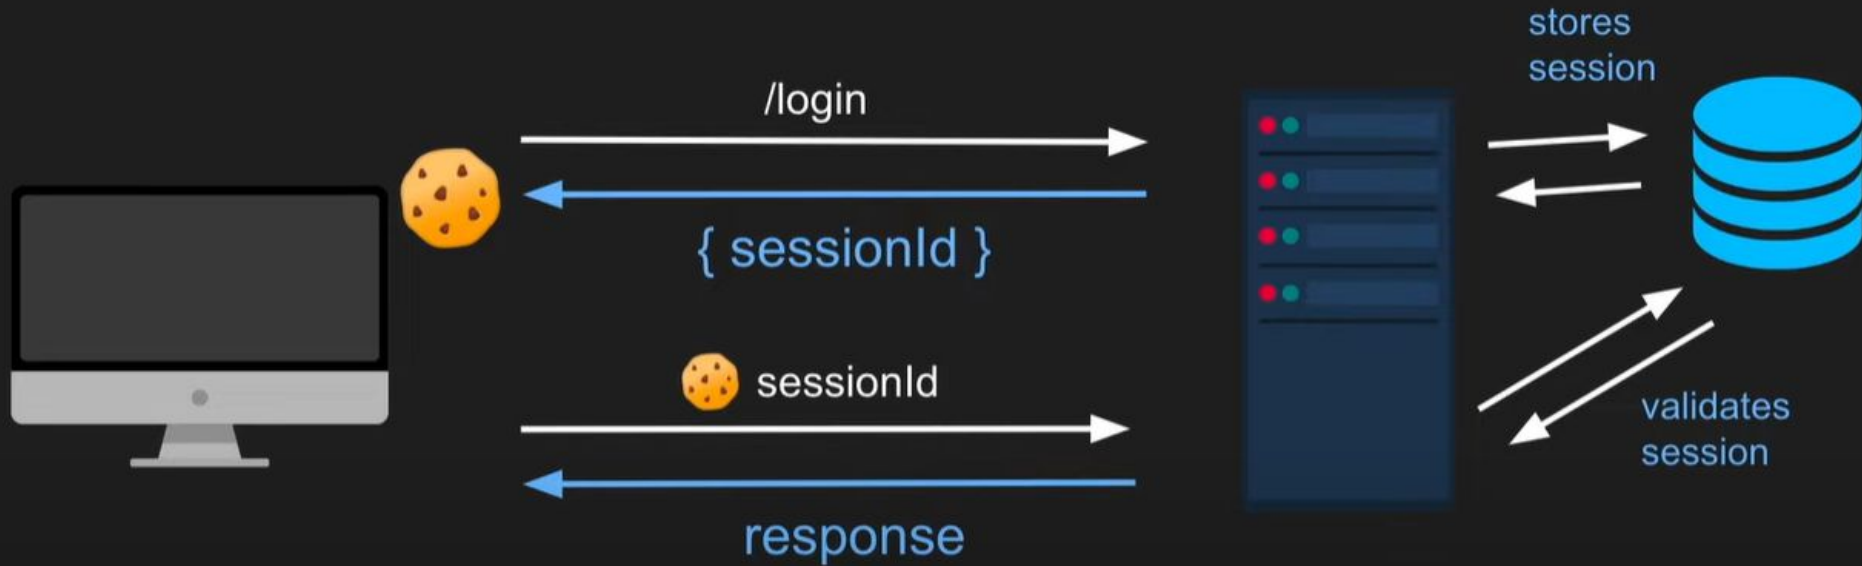 stores
session
/login
{ sessionId }
sessionId
validates
session
response